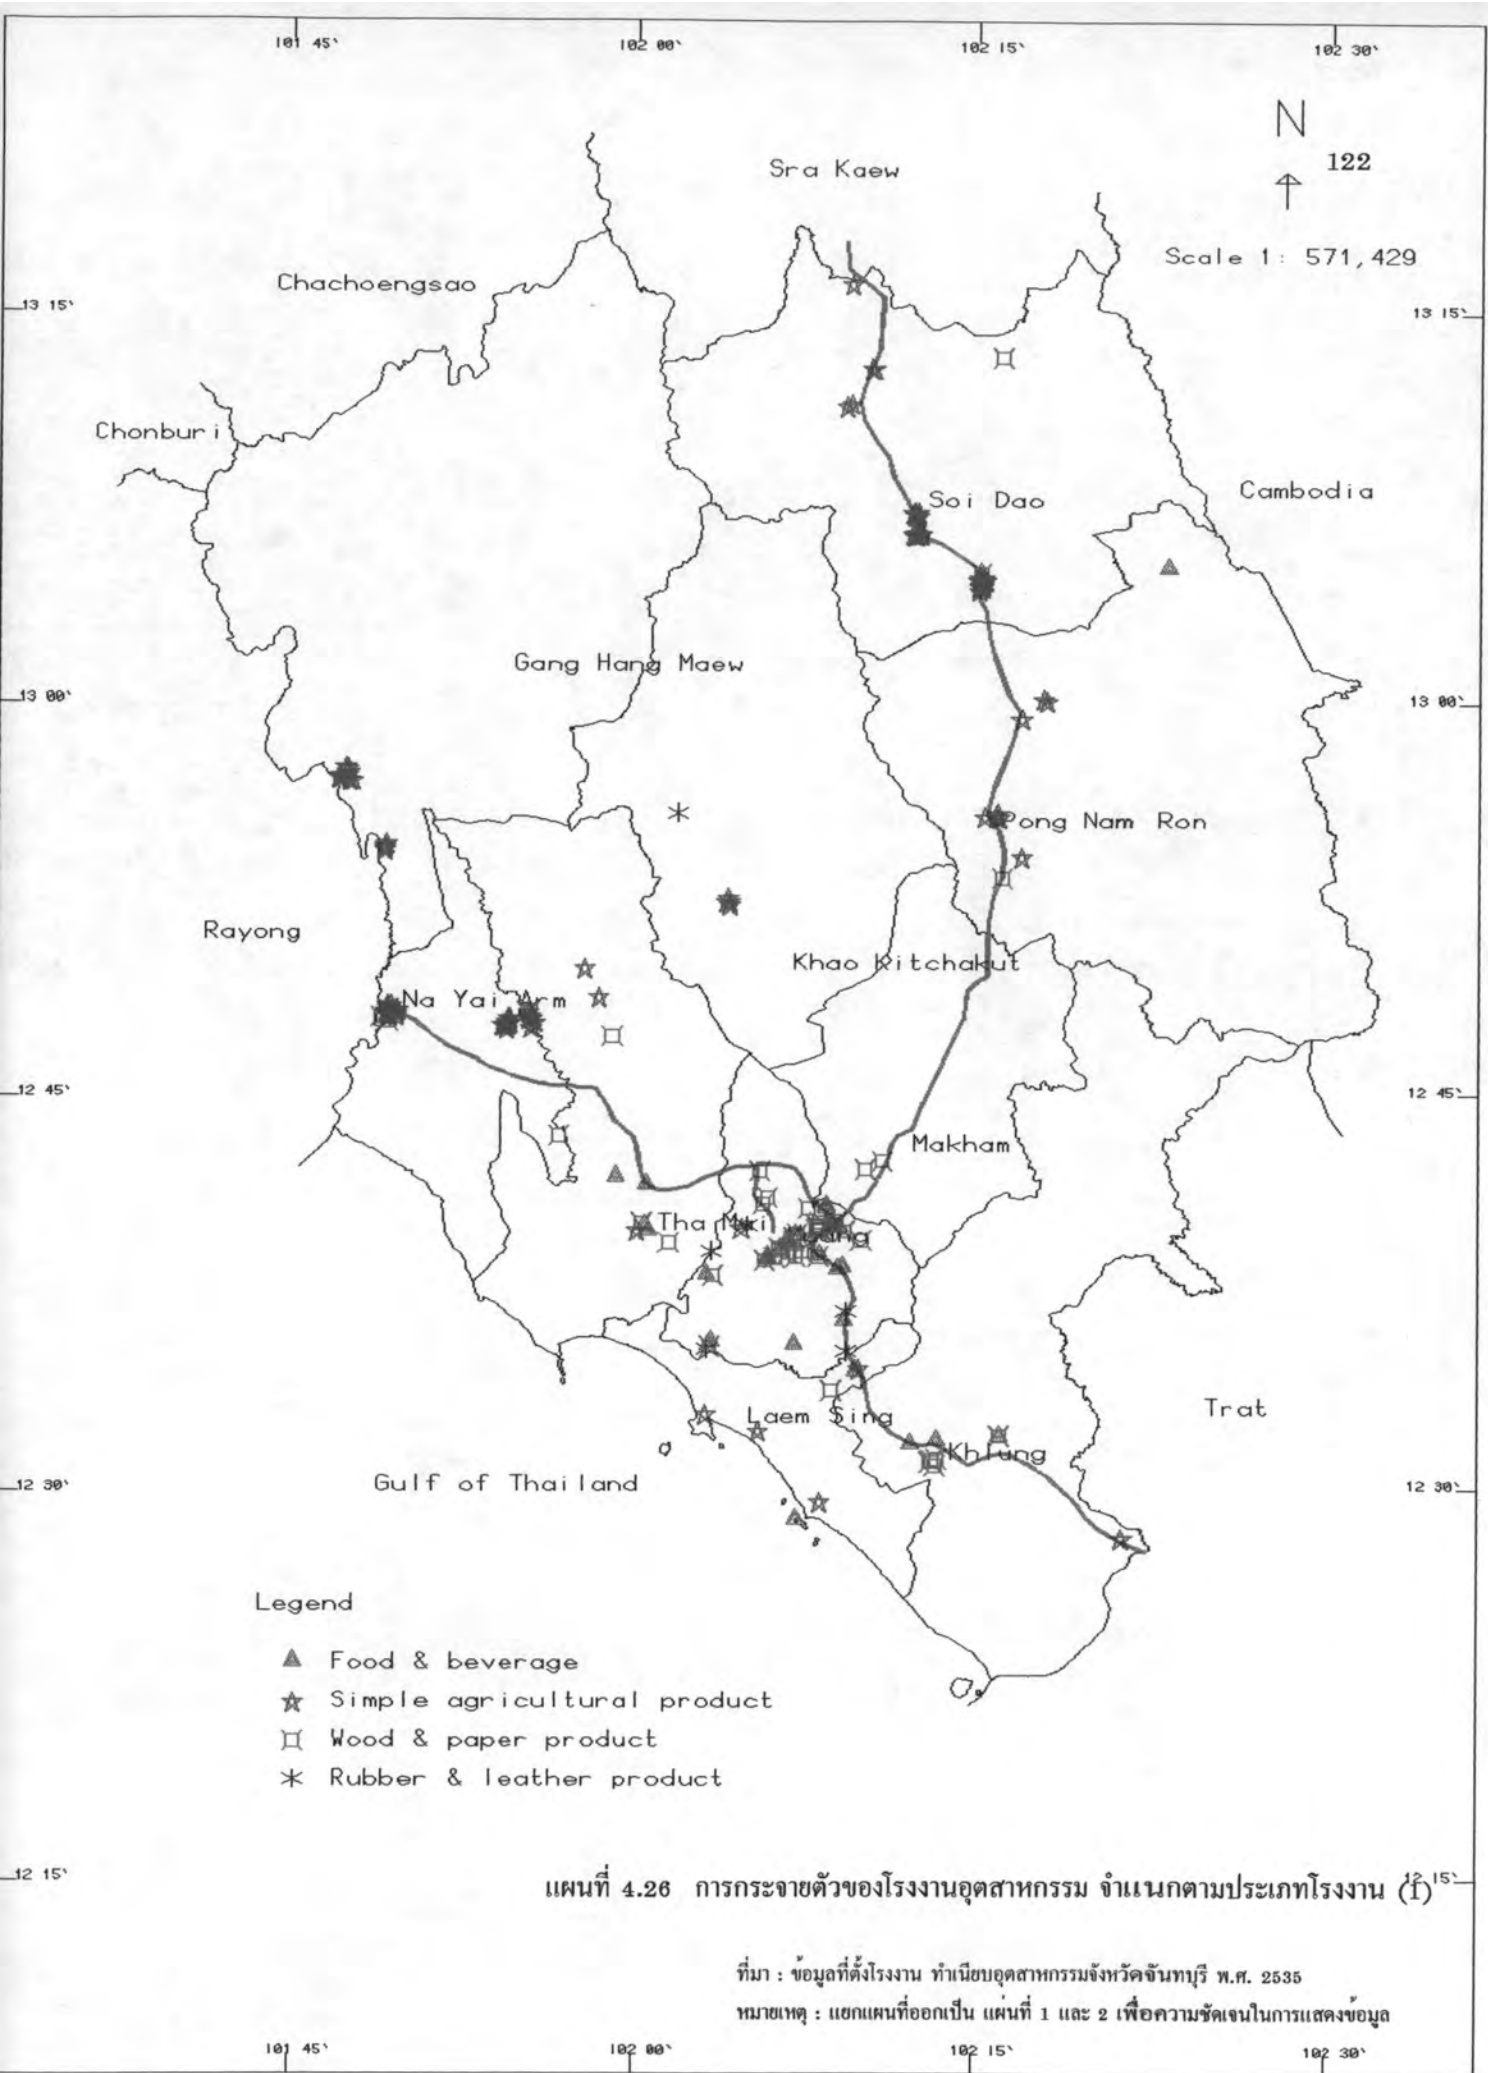 101 45' 102 00' 102 15' 102 30'
N
122
Sra Kaew
Scale 1: 571,429
Chachoengsao
13 15' 13 15'
Chonburi
Cambodia
Soi Dao
Gang Hang Maew
13 00' 13 00'
Pong Nam Ron
Rayong
Khao Kitchakut
Na Yai Arm
12 45' 12 45'
Makham
Tha Mai
Trat
Laem Sing
Khlung
Gulf of Thailand
12 30' 12 30'
Legend
Food & beverage
Simple agricultural product
Wood & paper product
Rubber & leather product
12 15' 12 15'
แผนที่ 4.26 การกระจายตัวของโรงงานอุตสาหกรรม จำแนกตามประเภทโรงงาน (1)
ที่มา : ข้อมูลที่ตั้งโรงงาน ทำเนียบอุตสาหกรรมจังหวัดจันทบุรี พ.ศ. 2535
หมายเหตุ : แยกแผนที่ออกเป็น แผ่นที่ 1 และ 2 เพื่อความชัดเจนในการแสดงข้อมูล
101 45' 102 00' 102 15' 102 30'